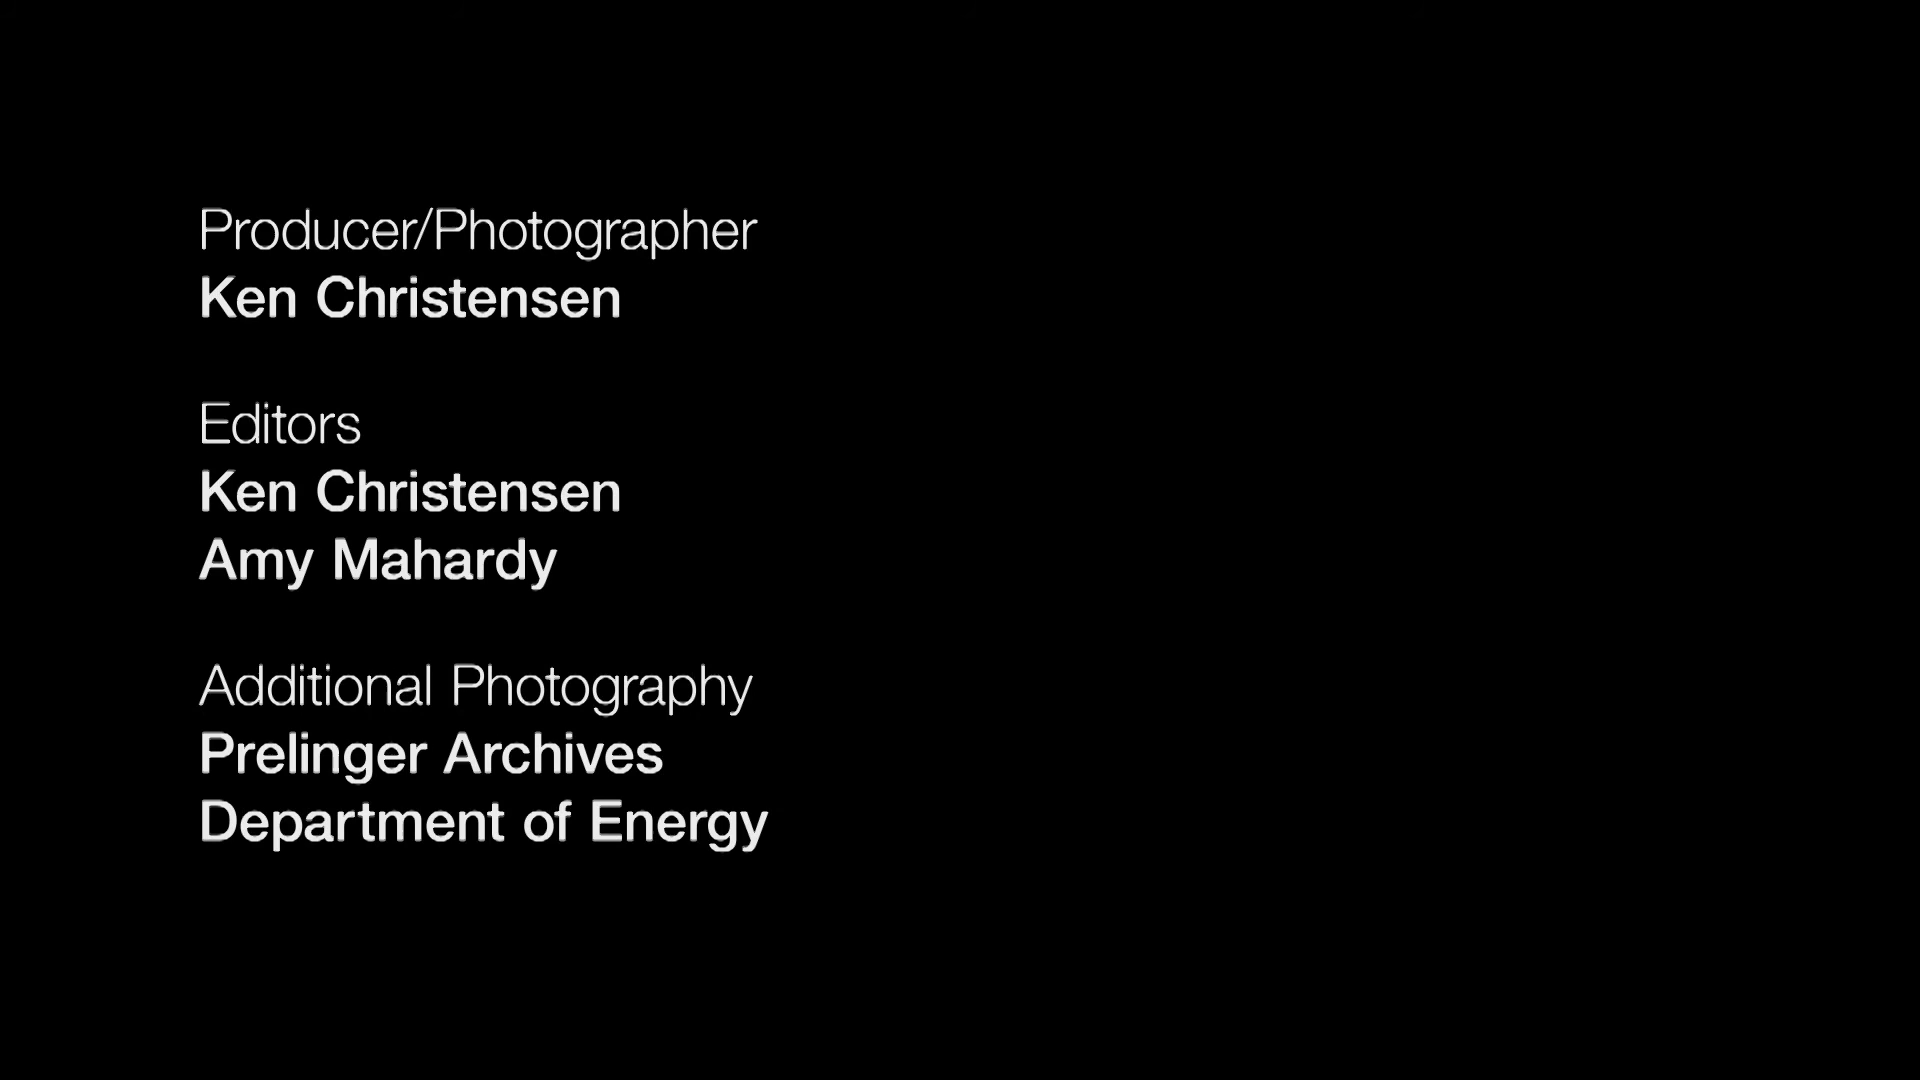 Producer/Photographer
Ken Christensen
Editors
Ken Christensen
Amy Mahardy
Additional Photography
Prelinger Archives
Department of Energy